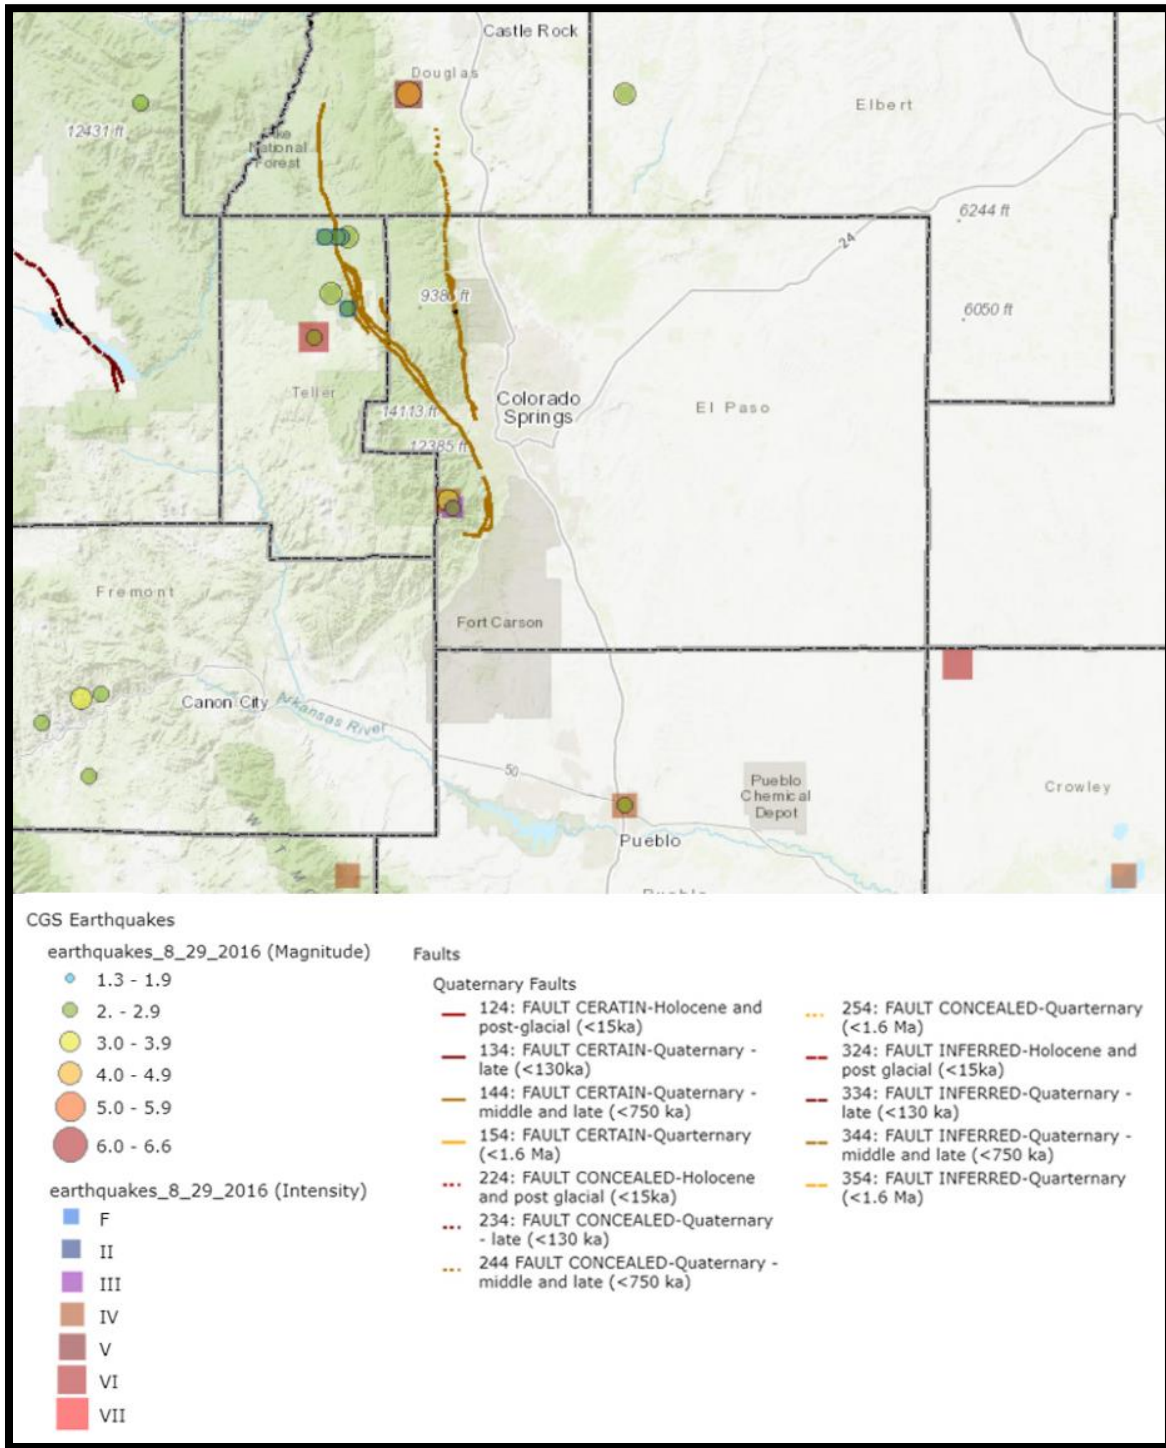 Castle Rock
Douglas
Elbert
12431 ft
Pike
National
Forest
6244 ft
24
9386 ft
6050 ft
Teller
Colorado
Springs
El Paso
14113 ft
12385 ft
Fremont
Fort Carson
Canon City
Arkansas River
50
Pueblo
Chemical
Depot
Crowley
Pueblo
Pueblo
CGS Earthquakes
earthquakes_8_29_2016 (Magnitude)
1.3 - 1.9
2. - 2.9
3.0 - 3.9
4.0 - 4.9
5.0 - 5.9
6.0 - 6.6
earthquakes_8_29_2016 (Intensity)
F
II
III
IV
V
VI
VII
Faults
Quaternary Faults
124: FAULT CERATIN-Holocene and
post-glacial (<15ka)
134: FAULT CERTAIN-Quaternary -
late (<130ka)
144: FAULT CERTAIN-Quaternary -
middle and late (<750 ka)
154: FAULT CERTAIN-Quarternary
(<1.6 Ma)
224: FAULT CONCEALED-Holocene
and post glacial (<15ka)
234: FAULT CONCEALED-Quaternary
- late (<130 ka)
244 FAULT CONCEALED-Quaternary -
middle and late (<750 ka)
254: FAULT CONCEALED-Quarternary
(<1.6 Ma)
324: FAULT INFERRED-Holocene and
post glacial (<15ka)
334: FAULT INFERRED-Quaternary -
late (<130 ka)
344: FAULT INFERRED-Quaternary -
middle and late (<750 ka)
354: FAULT INFERRED-Quarternary
(<1.6 Ma)